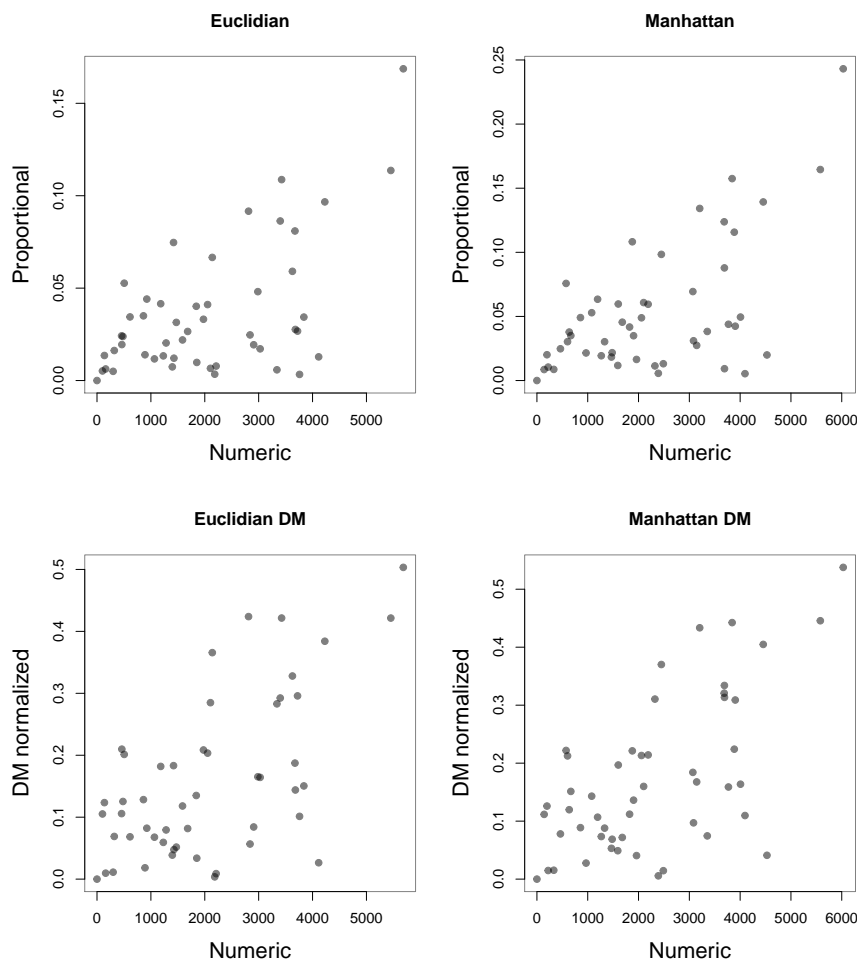 Euclidian
Manhattan
Proportional
0.00 0.05 0.10 0.15
0 1000 2000 3000 4000 5000
Numeric
Proportional
0.00 0.05 0.10 0.15 0.20 0.25
0 1000 2000 3000 4000 5000 6000
Numeric
Euclidian DM
Manhattan DM
DM normalized
0.0 0.1 0.2 0.3 0.4 0.5
0 1000 2000 3000 4000 5000
Numeric
DM normalized
0.0 0.1 0.2 0.3 0.4 0.5
0 1000 2000 3000 4000 5000 6000
Numeric